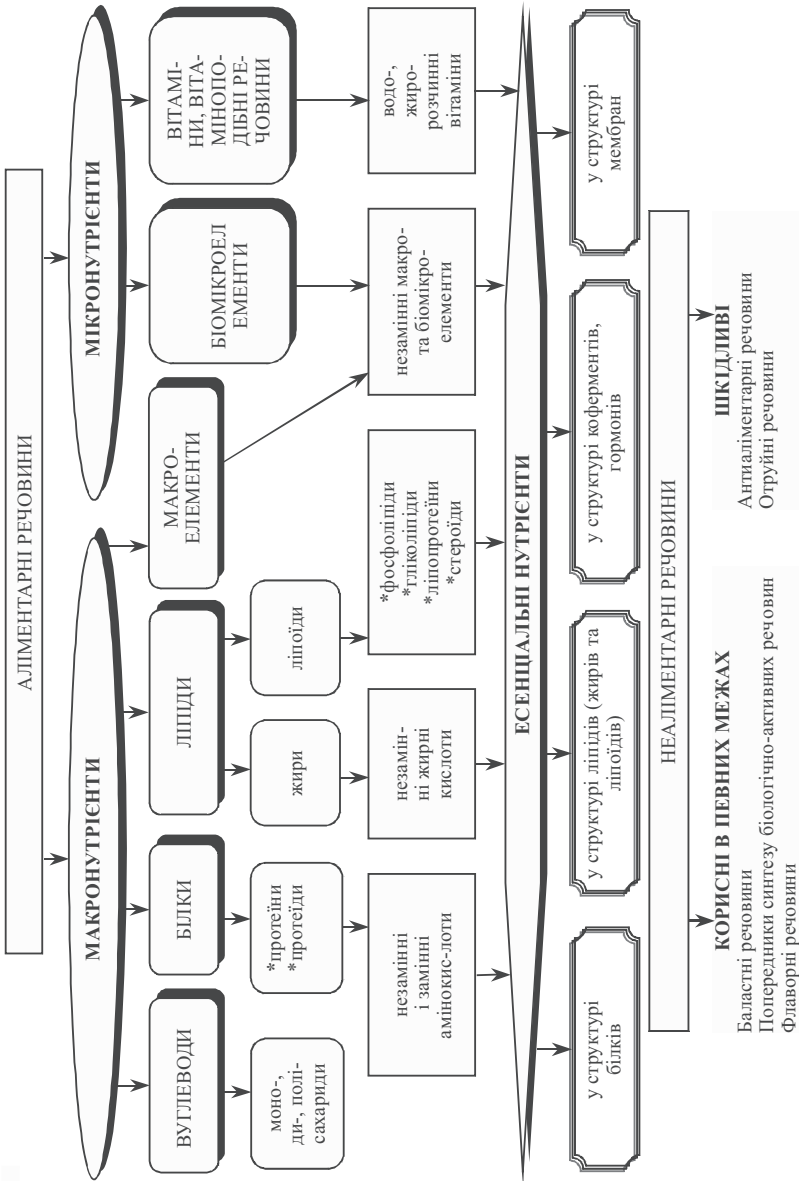 АЛІМЕНТАРНІ РЕЧОВИНИ
МАКРОНУТРІЄНТИ
МІКРОНУТРІЄНТИ
ВУГЛЕВОДИ
БІЛКИ
ЛІПІДИ
МАКРО-
ЕЛЕМЕНТИ
БІОМІКРОЕЛ
ЕМЕНТИ
ВІТАМІ-
НИ, ВІТА-
МІНОПО-
ДІБНІ РЕ-
ЧОВИНИ
моно-,
ди-, полі-
сахариди
*протеїни
*протеїди
жири
ліпоїди
незамінні
і замінні
амінокис-лоти
незамін-
ні жирні
кислоти
*фосфоліпіди
*гліколіпіди
*ліпопротеїни
*стероїди
незамінні макро-
та біомікро-
елементи
водо-,
жиро-
розчинні
вітаміни
ЕСЕНЦІАЛЬНІ НУТРІЄНТИ
у структурі
білків
у структурі ліпідів (жирів та
ліпоїдів)
у структурі коферментів,
гормонів
у структурі
мембран
НЕАЛІМЕНТАРНІ РЕЧОВИНИ
КОРИСНІ В ПЕВНИХ МЕЖАХ
Баластні речовини
Попередники синтезу біологічно-активних речовин
Флаворні речовини
ШКІДЛИВІ
Антиаліментарні речовини
Отруйні речовини